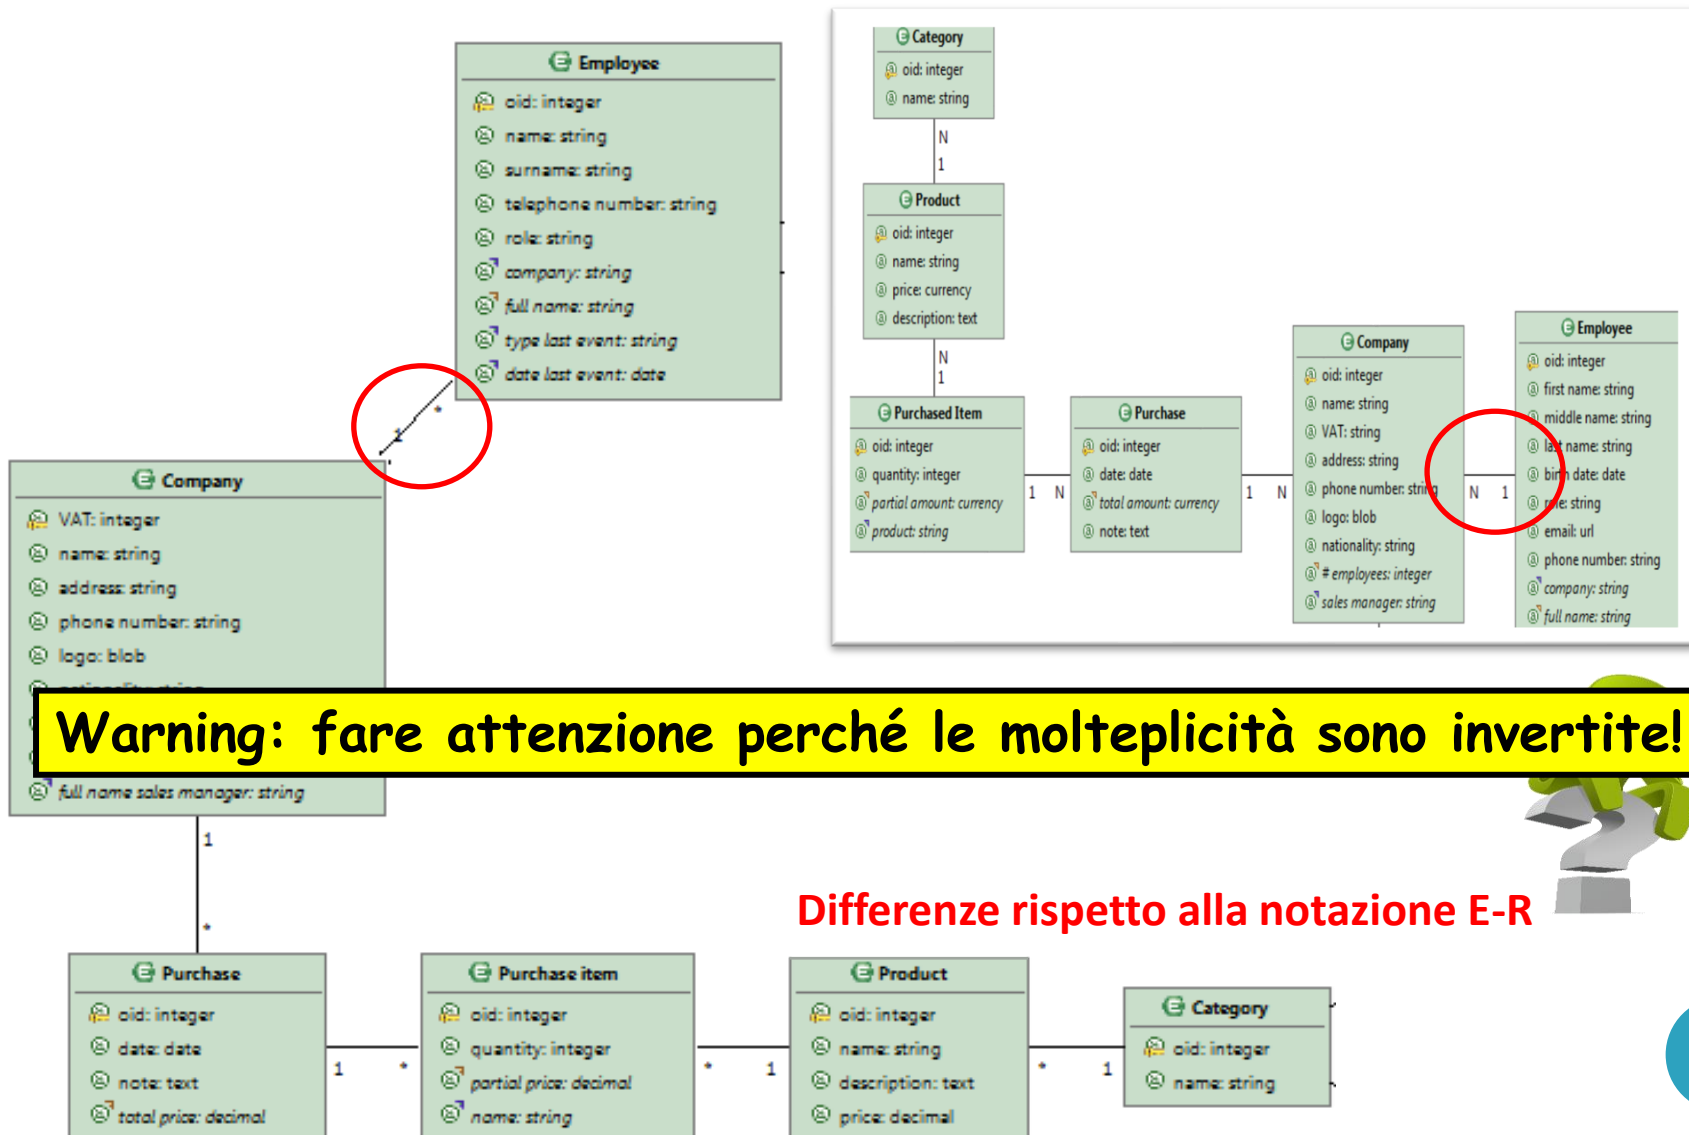 Employee
oid: integer
name: string
surname: string
telephone number: string
role: string
company: string
full name: string
type last event: string
date last event: date
*
1
Company
VAT: integer
name: string
address: string
phone number: string
logo: blob
full name sales manager: string
1
*
Category
oid: integer
name: string
N
1
Product
oid: integer
name: string
price: currency
description: text
N
1
Purchased Item
oid: integer
quantity: integer
partial amount: currency
product: string
1 N
Purchase
oid: integer
date: date
total amount: currency
note: text
1 N
Company
oid: integer
name: string
VAT: string
address: string
phone number: string
logo: blob
nationality: string
# employees: integer
sales manager: string
N 1
Employee
oid: integer
first name: string
middle name: string
last name: string
birth date: date
role: string
email: url
phone number: string
company: string
full name: string
Warning: fare attenzione perché le molteplicità sono invertite!
Differenze rispetto alla notazione E-R
Purchase
oid: integer
date: date
note: text
total price: decimal
1 *
Purchase item
oid: integer
quantity: integer
partial price: decimal
name: string
* 1
Product
oid: integer
name: string
description: text
price: decimal
* 1
Category
oid: integer
name: string